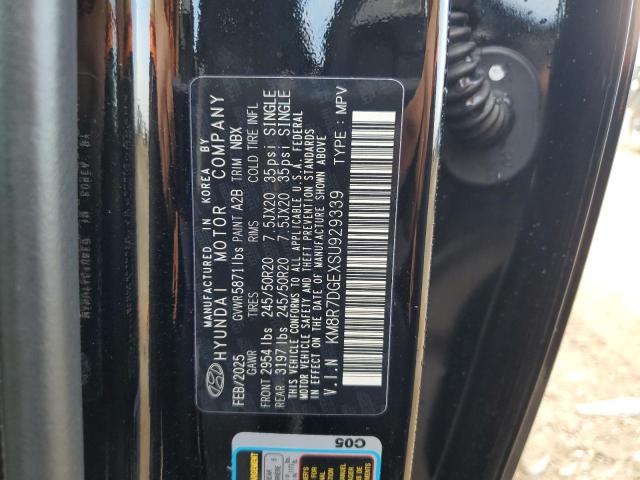 MANUFACTURED IN KOREA BY
HYUNDAI MOTOR COMPANY
FEB/2025 GVWR5871lbs PAINT A2B TRIM NBX
GAWR TIRES RIMS COLD TIRE INFL
FRONT 2954lbs 245/50R20 7.5JX20 35psi SINGLE
REAR 3197lbs 245/50R20 7.5JX20 35psi SINGLE
THIS VEHICLE CONFORMS TO ALL APPLICABLE U.S.A. FEDERAL
MOTOR VEHICLE SAFETY AND THEFT PREVENTION STANDARDS
IN EFFECT ON THE DATE OF MANUFACTURE SHOWN ABOVE
V.I.N KM8R7DGEXSU929339 TYPE : MPV
C05